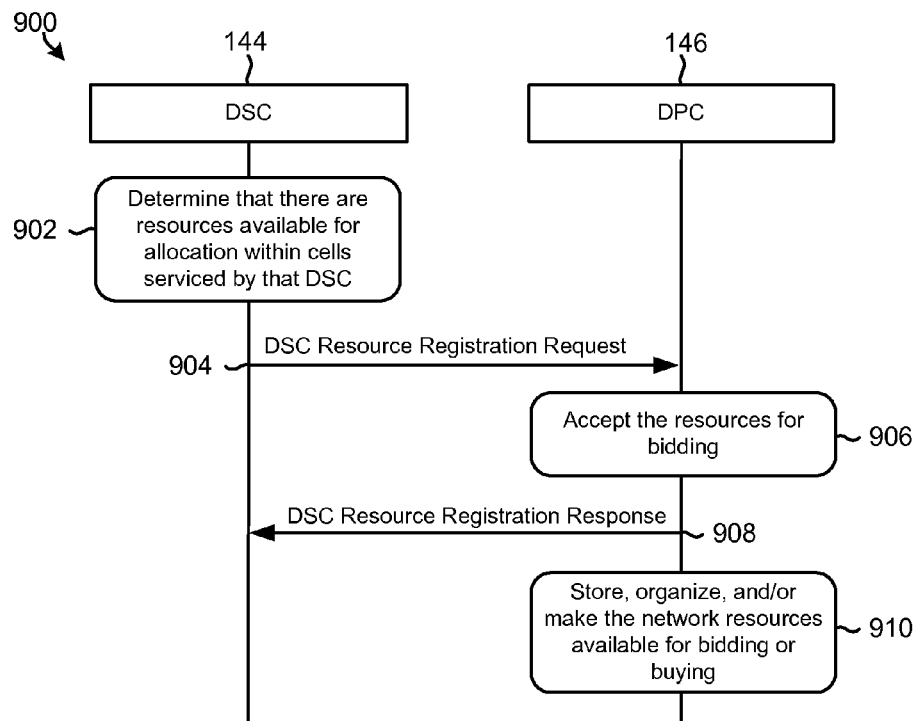 900
144
146
DSC
DPC
902
Determine that there are
resources available for
allocation within cells
serviced by that DSC
DSC Resource Registration Request
904
Accept the resources for
bidding
906
DSC Resource Registration Response
908
Store, organize, and/or
make the network resources
available for bidding or
buying
910